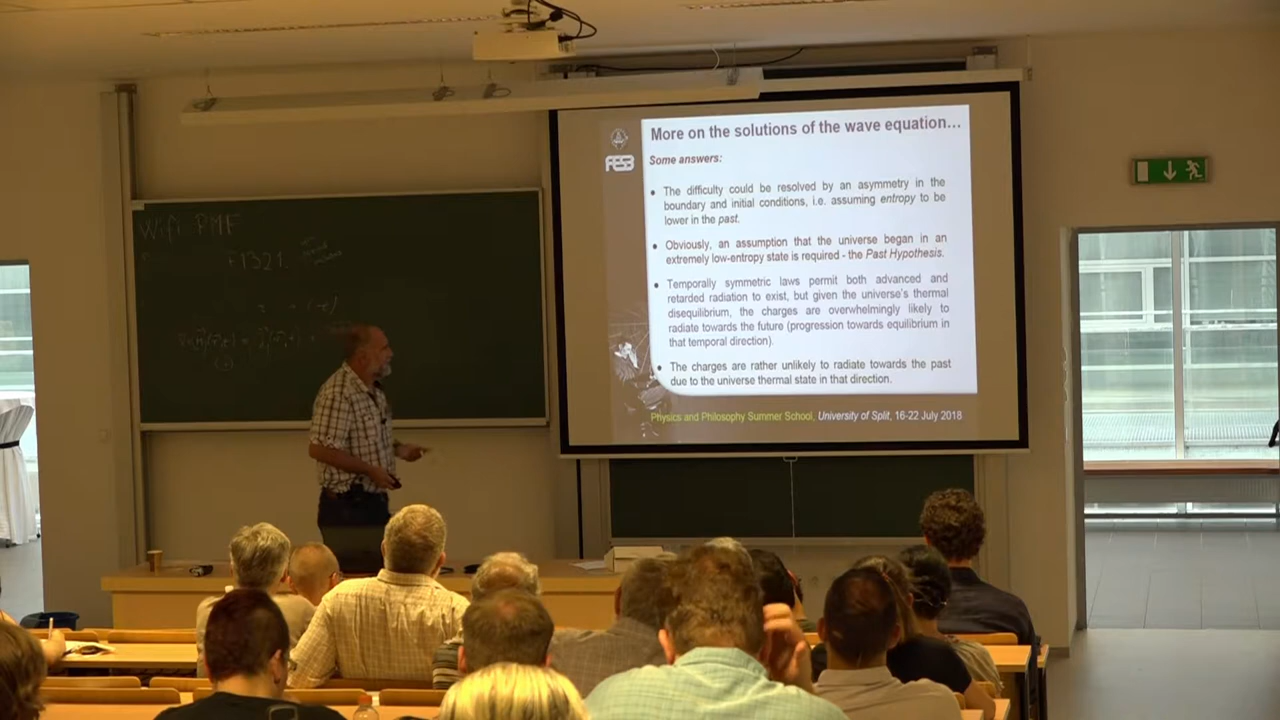 Wifi PMF
F1321
More on the solutions of the wave equation...
FESB
Some answers:
• The difficulty could be resolved by an asymmetry in the
boundary and initial conditions, i.e. assuming entropy to be
lower in the past.
• Obviously, an assumption that the universe began in an
extremely low-entropy state is required - the Past Hypothesis.
• Temporally symmetric laws permit both advanced and
retarded radiation to exist, but given the universe's thermal
disequilibrium, the charges are overwhelmingly likely to
radiate towards the future (progression towards equilibrium in
that temporal direction).
• The charges are rather unlikely to radiate towards the past
due to the universe thermal state in that direction.
Physics and Philosophy Summer School, University of Split, 16-22 July 2018